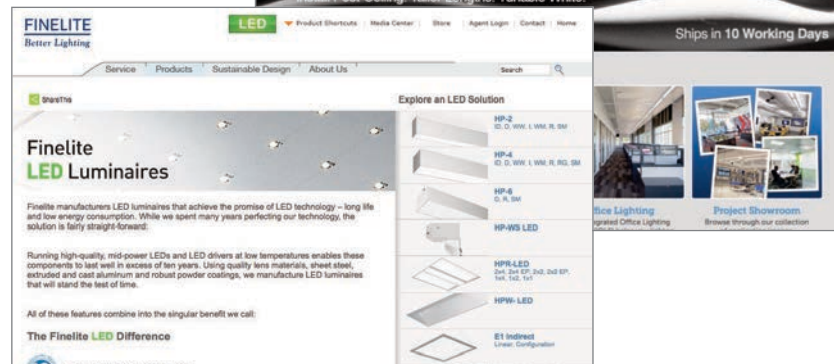 FINELITE
Better Lighting
LED
Product Shortcuts
Media Center
Store
Agent Login
Contact
Home
Service
Products
Sustainable Design
About Us
Search
ShareThis
Finelite
LED Luminaires
Finelite manufacturers LED luminaires that achieve the promise of LED technology – long life
and low energy consumption. While we spent many years perfecting our technology, the
solution is fairly straight-forward:
Running high-quality, mid-power LEDs and LED drivers at low temperatures enables these
components to last well in excess of ten years. Using quality lens materials, sheet steel,
extruded and cast aluminum and robust powder coatings, we manufacture LED luminaires
that will stand the test of time.
All of these features combine into the singular benefit we call:
The Finelite LED Difference
Explore an LED Solution
HP-2
ID, D, WW, I, WM, R, SM
HP-4
ID, D, WW, I, WM, R, RG, SM
HP-6
D, R, SM
HP-WS LED
HPR-LED
2x4, 2x4 EP, 2x2, 2x2 EP,
1x4, 1x2, 1x1
HPW- LED
E1 Indirect
Linear, Configuration
Ships in 10 Working Days
Lighting
Office Lighting
Project Showroom
Browse through our collection